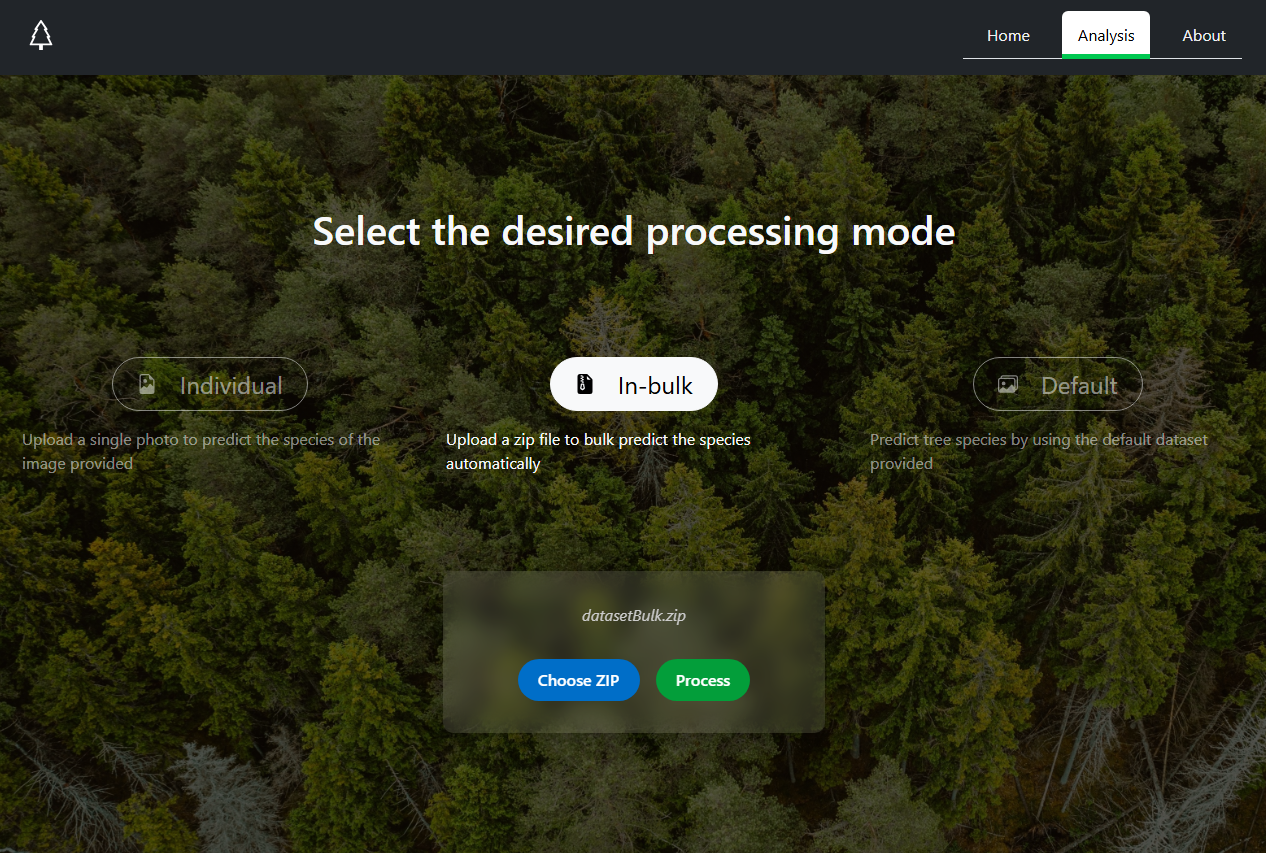 Home
Analysis
About
Select the desired processing mode
Individual
In-bulk
Default
Upload a single photo to predict the species of the
image provided
Upload a zip file to bulk predict the species
automatically
Predict tree species by using the default dataset
provided
datasetBulk.zip
Choose ZIP
Process